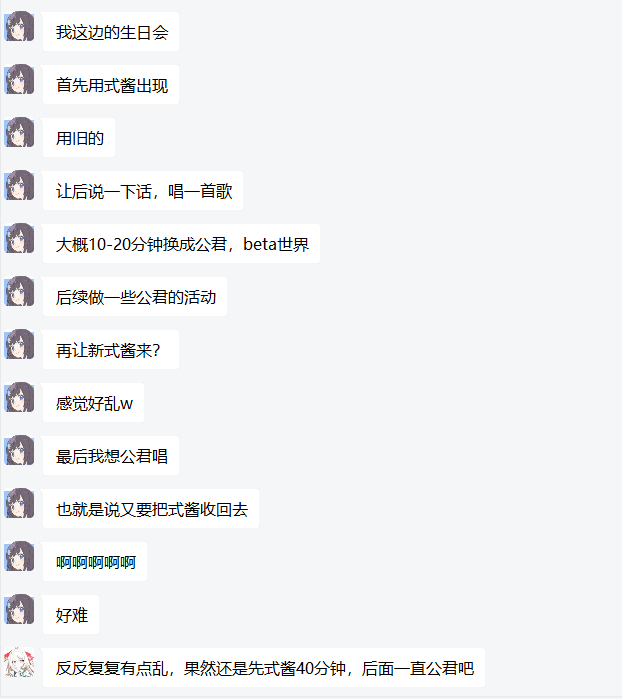 我这边的生日会
首先用式酱出现
用旧的
让后说一下话，唱一首歌
大概10-20分钟换成公君，beta世界
后续做一些公君的活动
再让新式酱来？
感觉好乱w
最后我想公君唱
也就是说又要把式酱收回去
啊啊啊啊啊
好难
反反复复有点乱，果然还是先式酱40分钟，后面一直公君吧